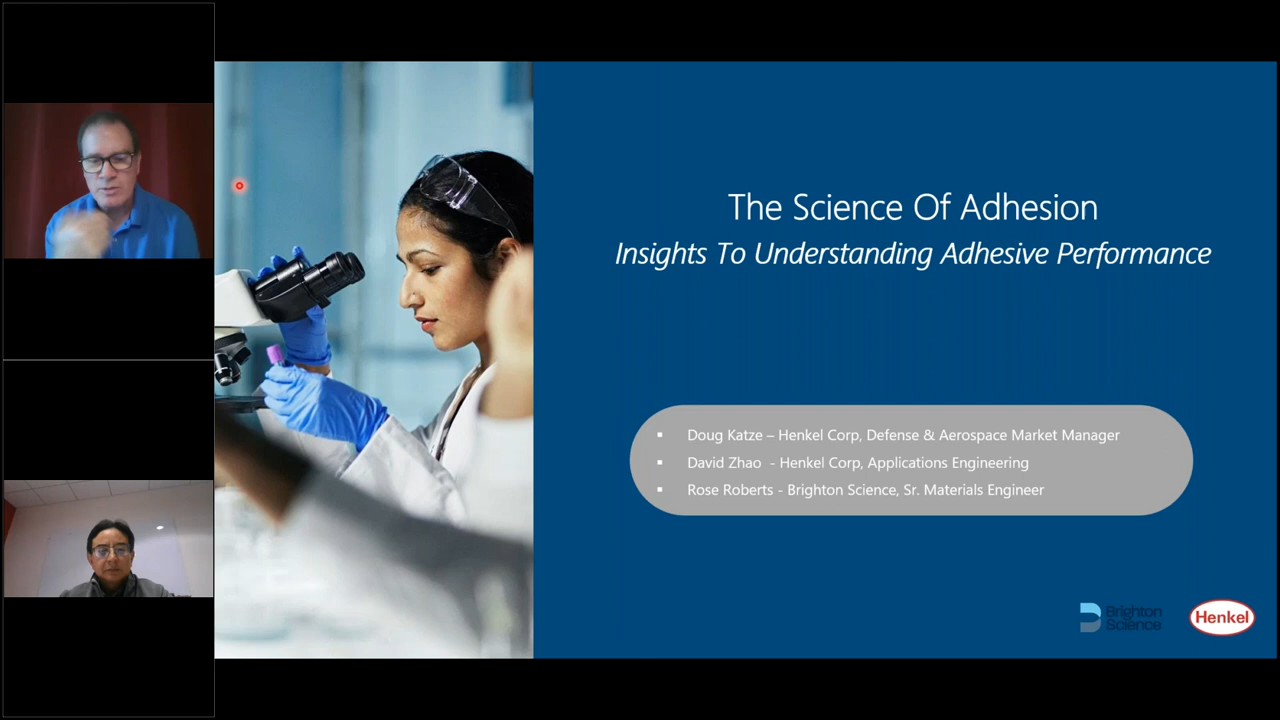 The Science Of Adhesion
Insights To Understanding Adhesive Performance
▪ Doug Katze – Henkel Corp, Defense & Aerospace Market Manager
▪ David Zhao - Henkel Corp, Applications Engineering
▪ Rose Roberts - Brighton Science, Sr. Materials Engineer
Brighton
Science
Henkel